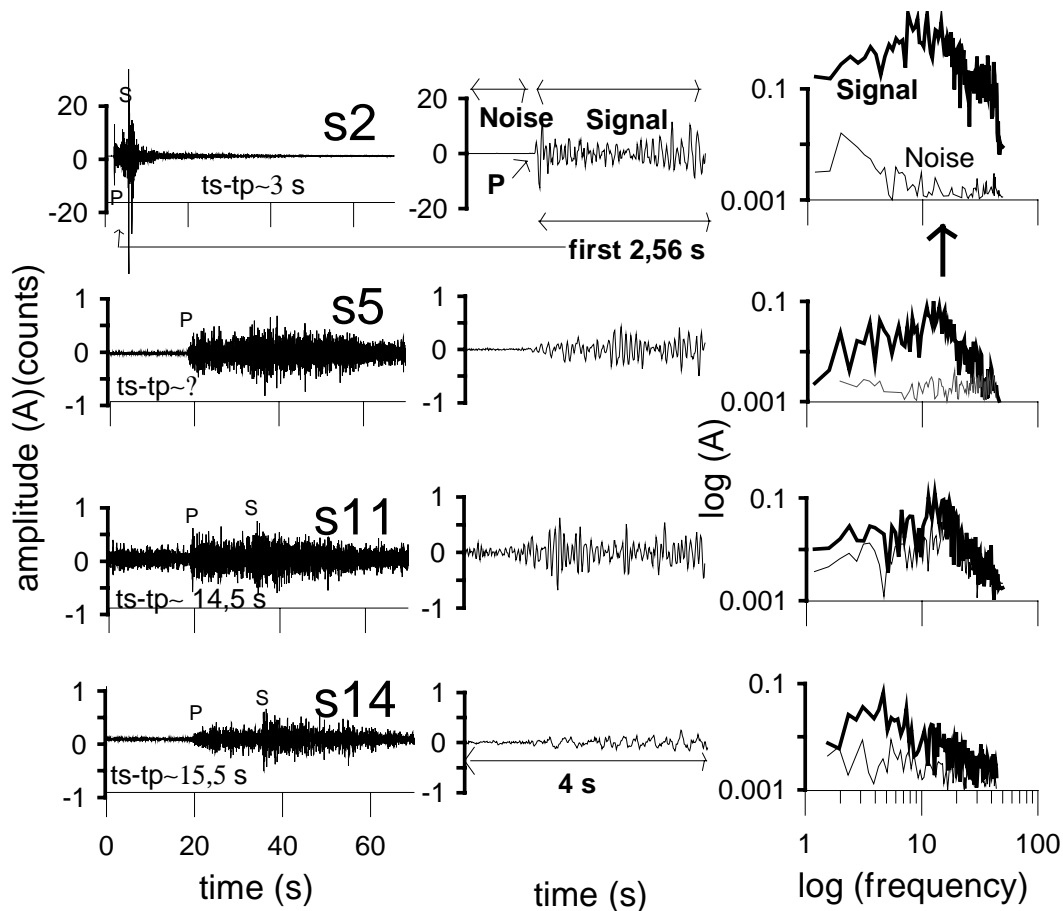 amplitude (A)(counts)
20
0
-20
S
P
s2
ts-tp~3 s
20
0
-20
Noise
Signal
P
first 2,56 s
0.1
0.001
Signal
Noise
1
0
-1
P
s5
ts-tp~?
1
0
-1
log (A)
0.1
0.001
1
0
-1
P
S
s11
ts-tp~ 14,5 s
1
0
-1
0.1
0.001
1
0
-1
P
S
s14
ts-tp~15,5 s
0
20
40
60
time (s)
1
0
-1
4 s
time (s)
0.1
0.001
1
10
100
log (frequency)